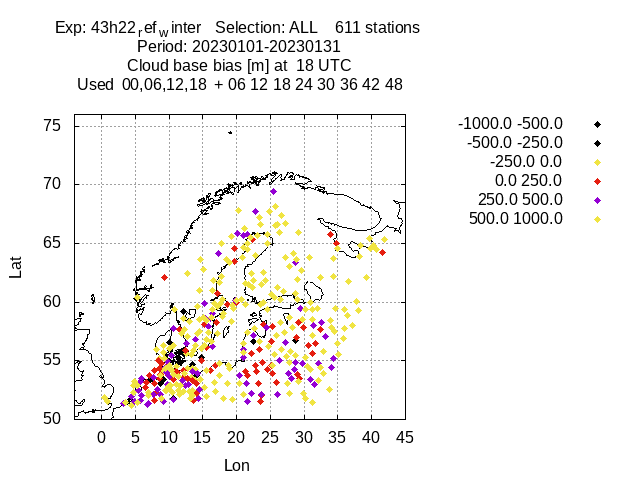 Exp: 43h22refwinter Selection: ALL 611 stations
Period: 20230101-20230131
Cloud base bias [m] at 18 UTC
Used 00,06,12,18 + 06 12 18 24 30 36 42 48
-1000.0 -500.0
-500.0 -250.0
-250.0 0.0
0.0 250.0
250.0 500.0
500.0 1000.0
75
70
65
60
55
50
Lat
0 5 10 15 20 25 30 35 40 45
Lon